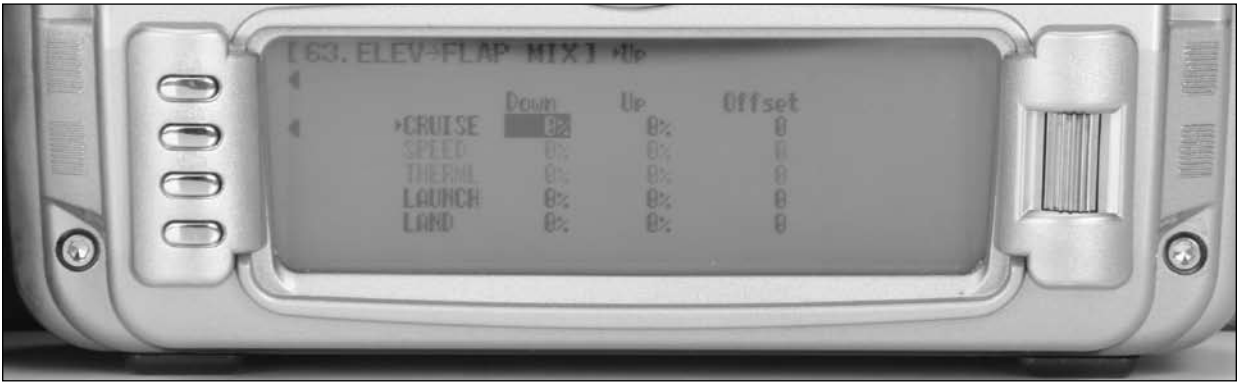 [63.ELEV→FLAP MIX] ▸Up
Down Up Offset
▸CRUISE 0% 0% 0
SPEED 0% 0% 0
THERML 0% 0% 0
LAUNCH 0% 0% 0
LAND 0% 0% 0